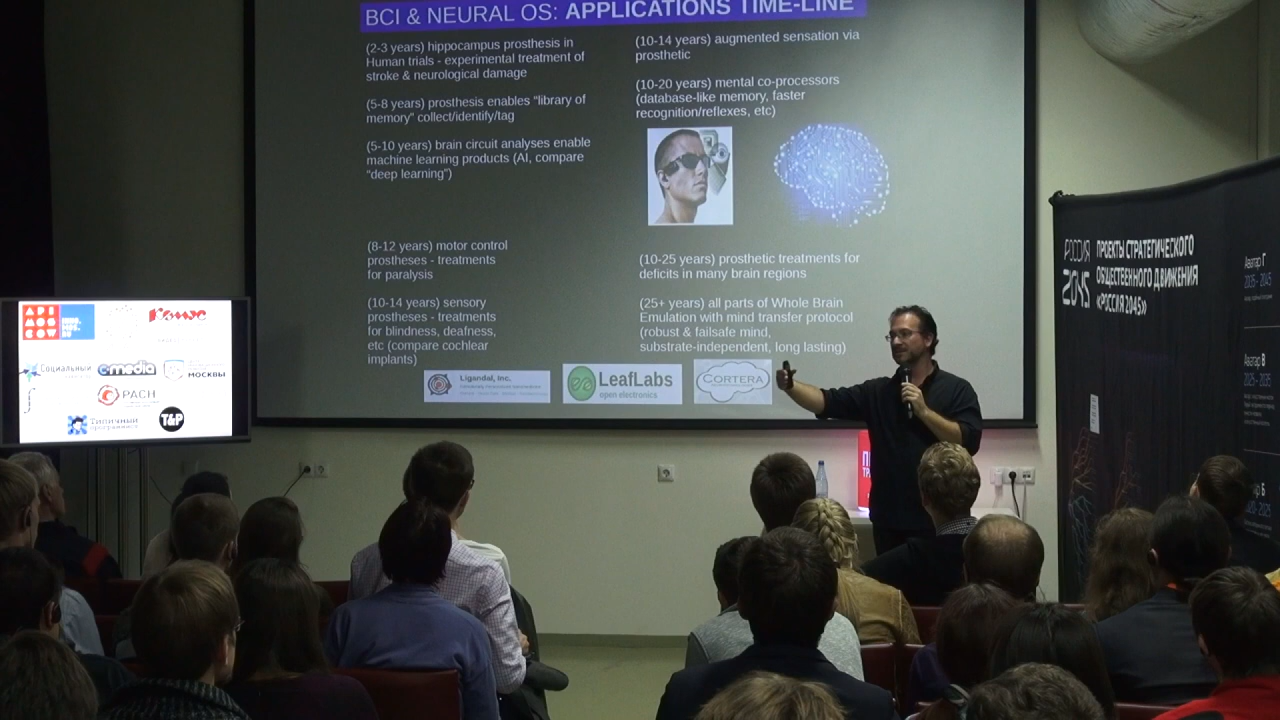 BCI & NEURAL OS: APPLICATIONS TIME-LINE
(2-3 years) hippocampus prosthesis in
Human trials - experimental treatment of
stroke & neurological damage
(5-8 years) prosthesis enables "library of
memory" collect/identify/tag
(5-10 years) brain circuit analyses enable
machine learning products (AI, compare
"deep learning")
(8-12 years) motor control
prostheses - treatments
for paralysis
(10-14 years) sensory
prostheses - treatments
for blindness, deafness,
etc (compare cochlear
implants)
(10-14 years) augmented sensation via
prosthetic
(10-20 years) mental co-processors
(database-like memory, faster
recognition/reflexes, etc)
(10-25 years) prosthetic treatments for
deficits in many brain regions
(25+ years) all parts of Whole Brain
Emulation with mind transfer protocol
(robust & failsafe mind,
substrate-independent, long lasting)
Ligandal, Inc.
LeafLabs
open electronics
CORTERA
Социальный
c-media
МОСКВЫ
РАСН
Типичный
программист
T&P
РОССИЯ
2045
ПРОЕКТЫ СТРАТЕГИЧЕСКОГО
ОБЩЕСТВЕННОГО ДВИЖЕНИЯ
«РОССИЯ 2045»
Аватар Г
2035 - 2045
Аватар В
Б